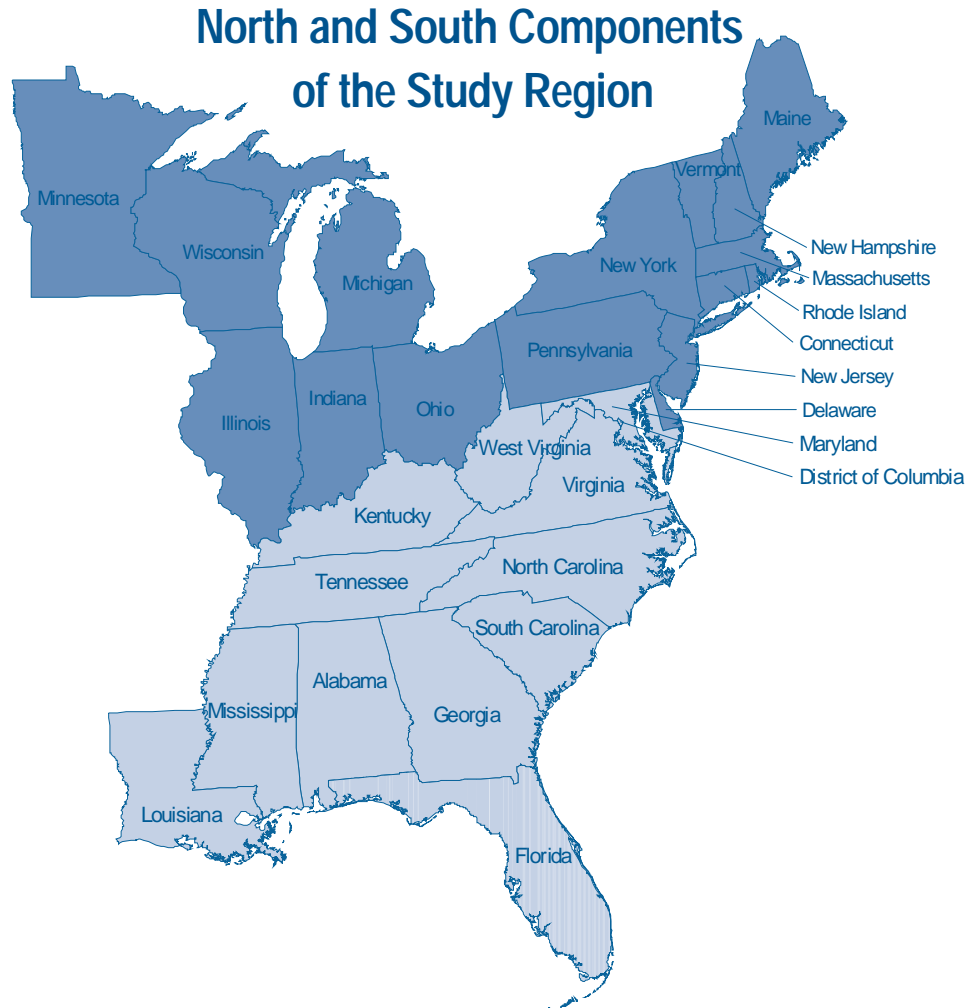 North and South Components
of the Study Region
Maine
Vermont
Minnesota
New Hampshire
Wisconsin
New York
Massachusetts
Michigan
Rhode Island
Connecticut
Pennsylvania
New Jersey
Indiana
Ohio
Delaware
Illinois
Maryland
West Virginia
District of Columbia
Virginia
Kentucky
North Carolina
Tennessee
South Carolina
Alabama
Mississippi
Georgia
Louisiana
Florida